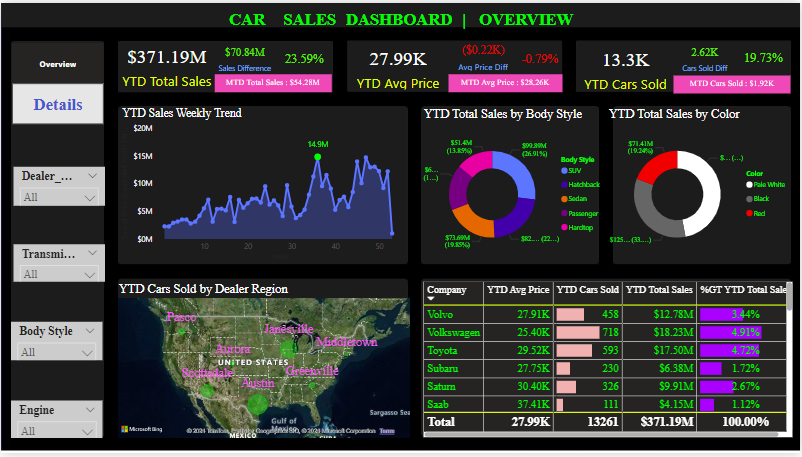 CAR SALES DASHBOARD | OVERVIEW
Overview
Details
Dealer_...
All
Transmi...
All
Body Style
All
Engine
All
$371.19M
YTD Total Sales
$70.84M
Sales Difference
23.59%
MTD Total Sales : $54.28M
27.99K
YTD Avg Price
($0.22K)
Avg Price Diff
-0.79%
MTD Avg Price : $28.26K
13.3K
YTD Cars Sold
2.62K
Cars Sold Diff
19.73%
MTD Cars Sold : $1.92K
YTD Sales Weekly Trend
$20M
$15M
$10M
$5M
$0M
14.9M
10 20 30 40 50
YTD Total Sales by Body Style
$51.4M
(13.85%)
$99.89M
(26.91%)
$6...
(1...)
$73.69M
(19.85%)
$82.... (22...)
Body Style
SUV
Hatchback
Sedan
Passenger
Hardtop
YTD Total Sales by Color
$71.41M
(19.24%)
$... (...)
$125... (33....)
Color
Pale White
Black
Red
YTD Cars Sold by Dealer Region
Pasco
Janesville
Middletown
Aurora
UNITED STATES
Scottsdale
Greenville
Austin
Gulf of
Mexico
MEXICO
CUBA
Sargasso Sea
Microsoft Bing
Microsoft Corporation Terms
Company YTD Avg Price YTD Cars Sold YTD Total Sales %GT YTD Total Sale
Volvo 27.91K 458 $12.78M 3.44%
Volkswagen 25.40K 718 $18.23M 4.91%
Toyota 29.52K 593 $17.50M 4.72%
Subaru 27.75K 230 $6.38M 1.72%
Saturn 30.40K 326 $9.91M 2.67%
Saab 37.41K 111 $4.15M 1.12%
Total 27.99K 13261 $371.19M 100.00%